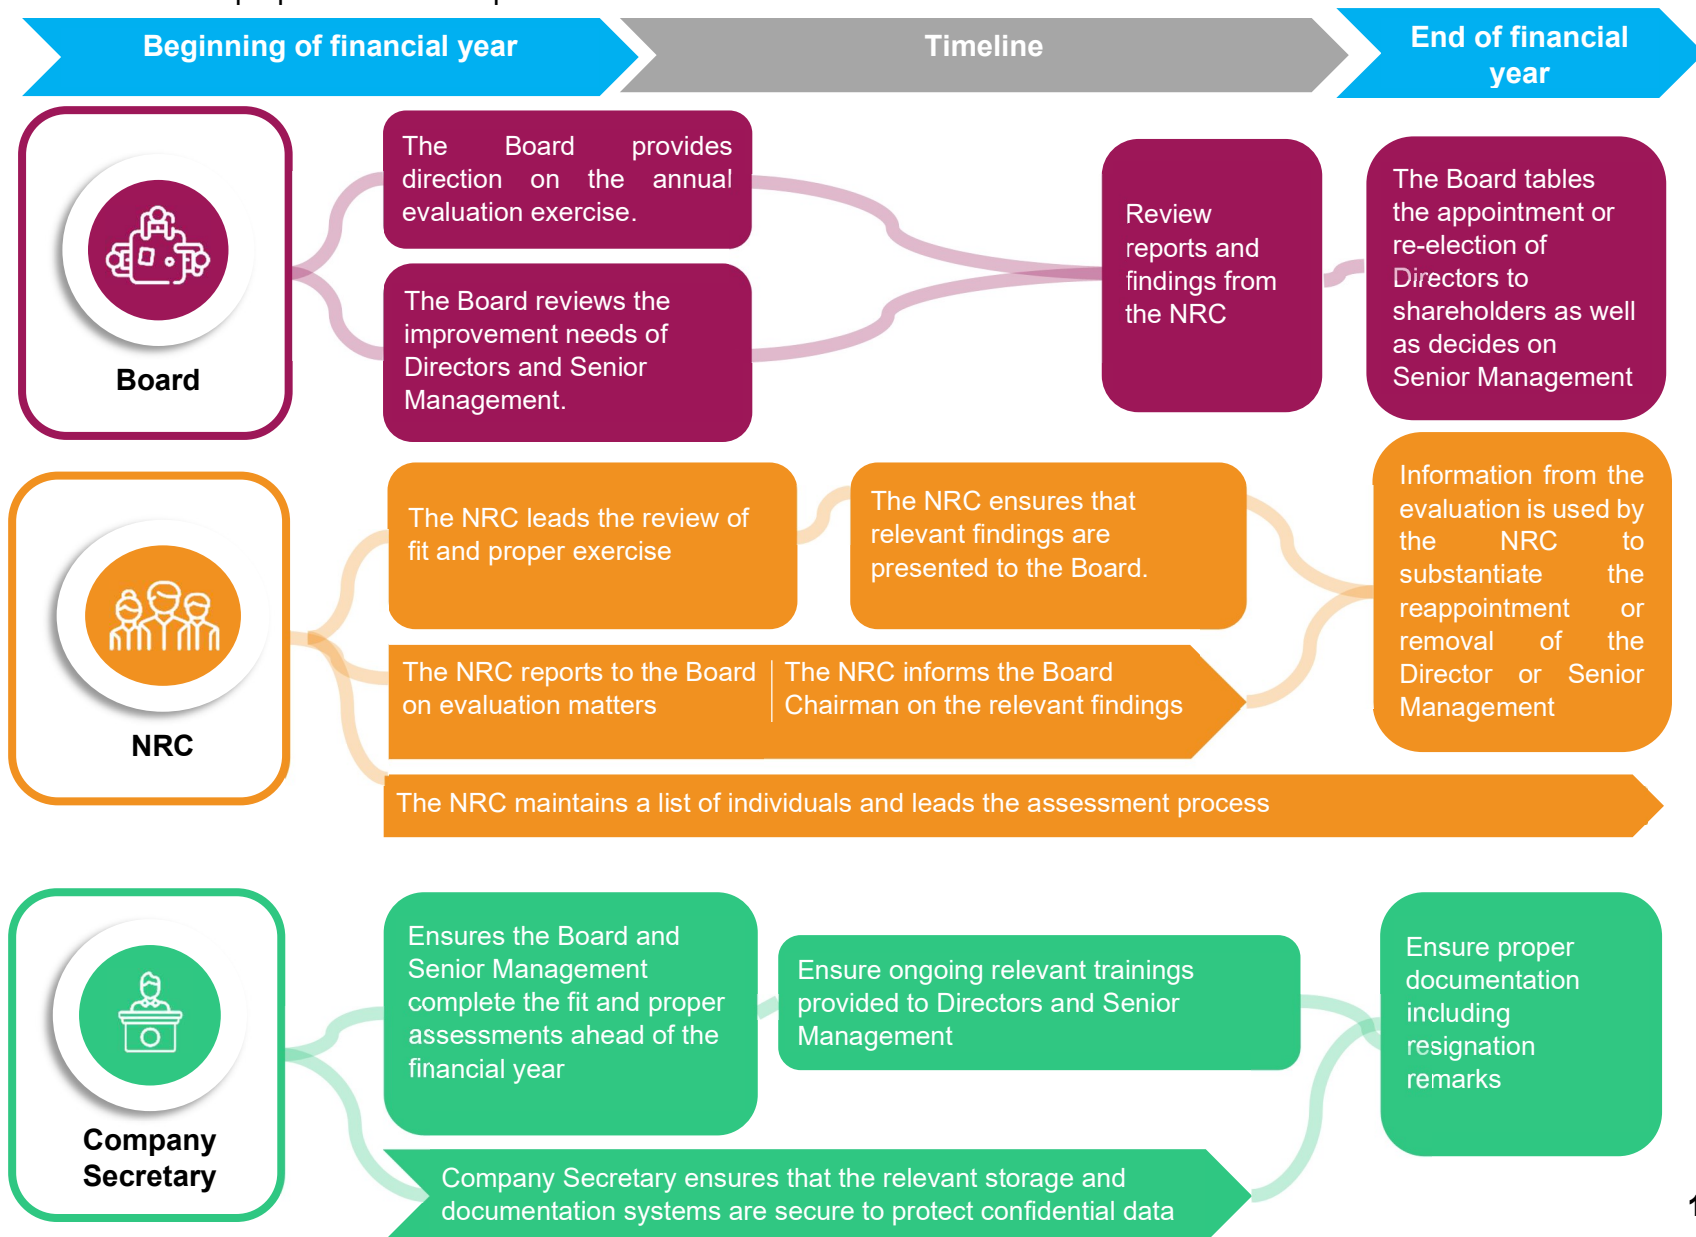 Beginning of financial year
Timeline
End of financial
year
Board
The Board provides
direction on the annual
evaluation exercise.
The Board reviews the
improvement needs of
Directors and Senior
Management.
Review
reports and
findings from
the NRC
The Board tables
the appointment or
re-election of
Directors to
shareholders as well
as decides on
Senior Management
NRC
The NRC leads the review of
fit and proper exercise
The NRC ensures that
relevant findings are
presented to the Board.
The NRC reports to the Board
on evaluation matters
The NRC informs the Board
Chairman on the relevant findings
The NRC maintains a list of individuals and leads the assessment process
Information from the
evaluation is used by
the NRC to
substantiate the
reappointment or
removal of the
Director or Senior
Management
Company
Secretary
Ensures the Board and
Senior Management
complete the fit and proper
assessments ahead of the
financial year
Ensure ongoing relevant trainings
provided to Directors and Senior
Management
Company Secretary ensures that the relevant storage and
documentation systems are secure to protect confidential data
Ensure proper
documentation
including
resignation
remarks